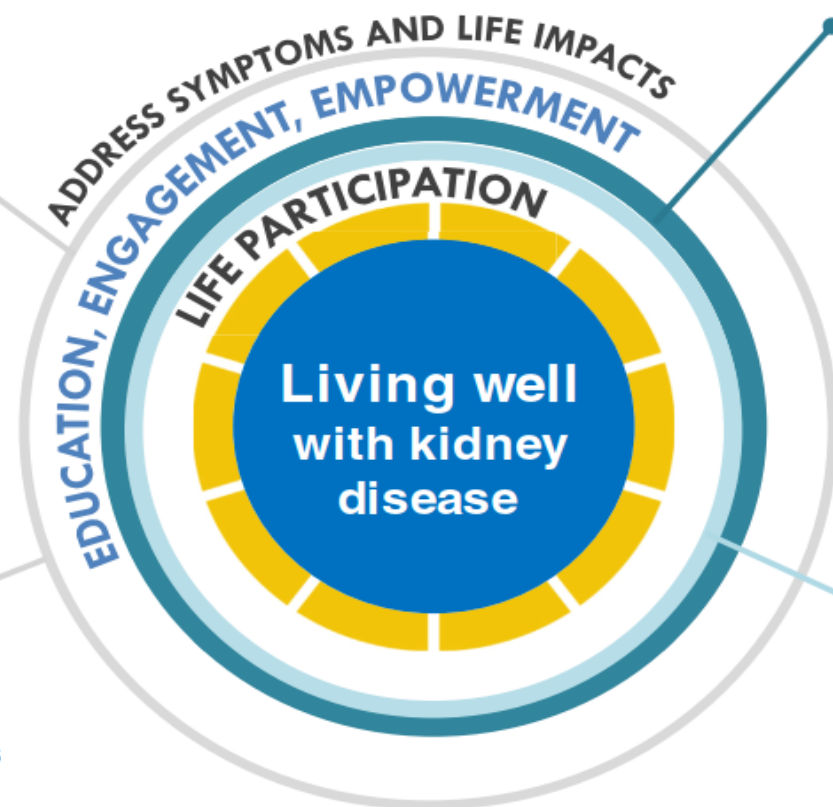 ADDRESS SYMPTOMS AND LIFE IMPACTS
EDUCATION, ENGAGEMENT, EMPOWERMENT
LIFE PARTICIPATION
Living well
with kidney
disease